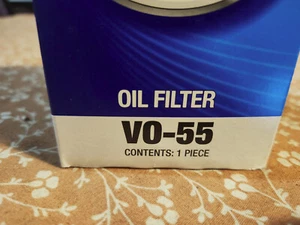 OIL FILTER
VO-55
CONTENTS: 1 PIECE